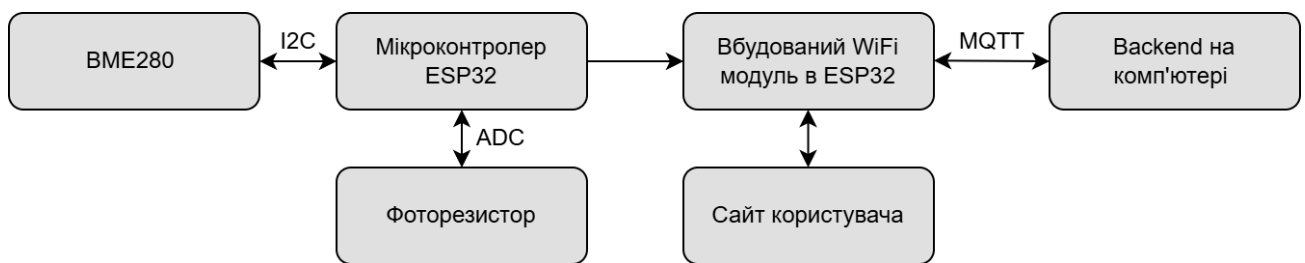 BME280
I2C
Мікроконтролер
ESP32
Вбудований WiFi
модуль в ESP32
MQTT
Backend на
комп'ютері
ADC
Фоторезистор
Сайт користувача